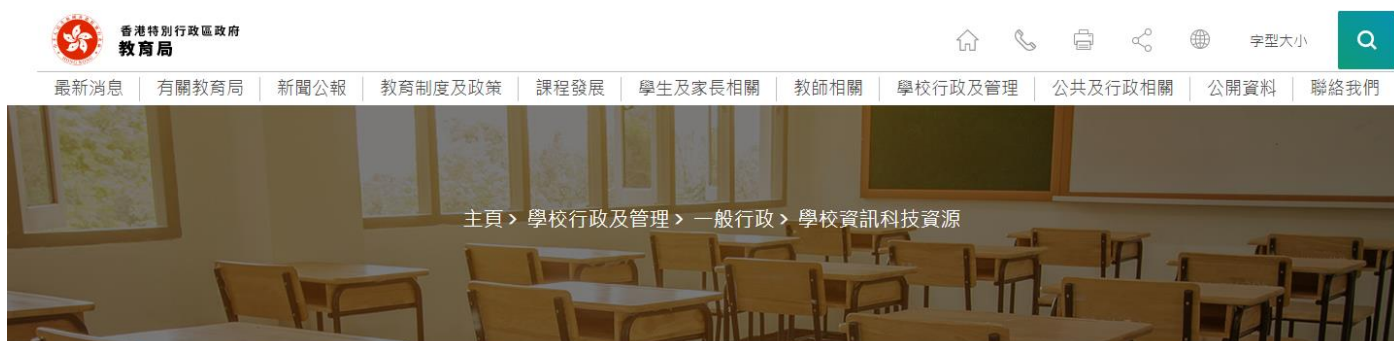 香港特別行政區政府
教育局
字型大小
最新消息 有關教育局 新聞公報 教育制度及政策 課程發展 學生及家長相關 教師相關 學校行政及管理 公共及行政相關 公開資料 聯絡我們
主頁 > 學校行政及管理 > 一般行政 > 學校資訊科技資源